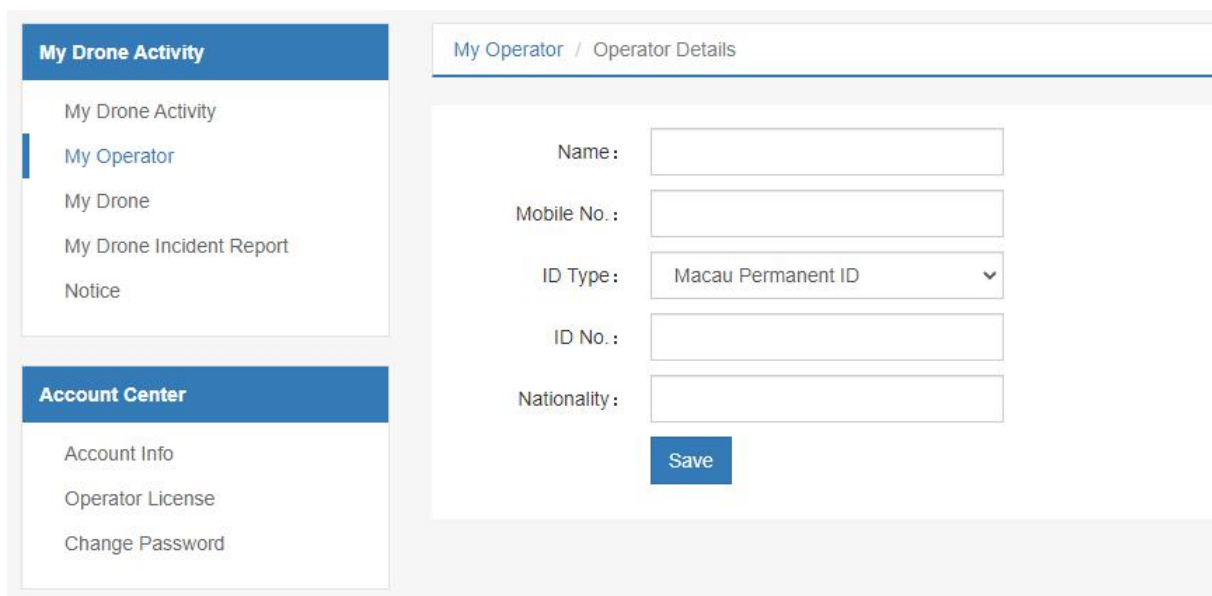 My Drone Activity
My Drone Activity
My Operator
My Drone
My Drone Incident Report
Notice
Account Center
Account Info
Operator License
Change Password
My Operator / Operator Details
Name：
Mobile No.：
ID Type： Macau Permanent ID
ID No.：
Nationality：
Save